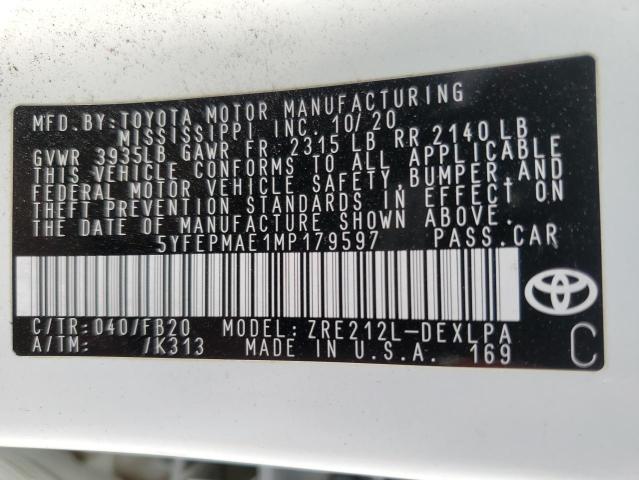 MFD.BY:TOYOTA MOTOR MANUFACTURING
MISSISSIPPI INC. 10/20
GVWR 3935LB GAWR FR 2315 LB RR 2140 LB
THIS VEHICLE CONFORMS TO ALL APPLICABLE
FEDERAL MOTOR VEHICLE SAFETY, BUMPER, AND
THEFT PREVENTION STANDARDS IN EFFECT ON
THE DATE OF MANUFACTURE SHOWN ABOVE.
5YFEPMAE1MP179597 PASS.CAR
C/TR: 040/FB20 MODEL: ZRE212L-DEXLPA
A/TM: /K313 MADE IN U.S.A. 169
C